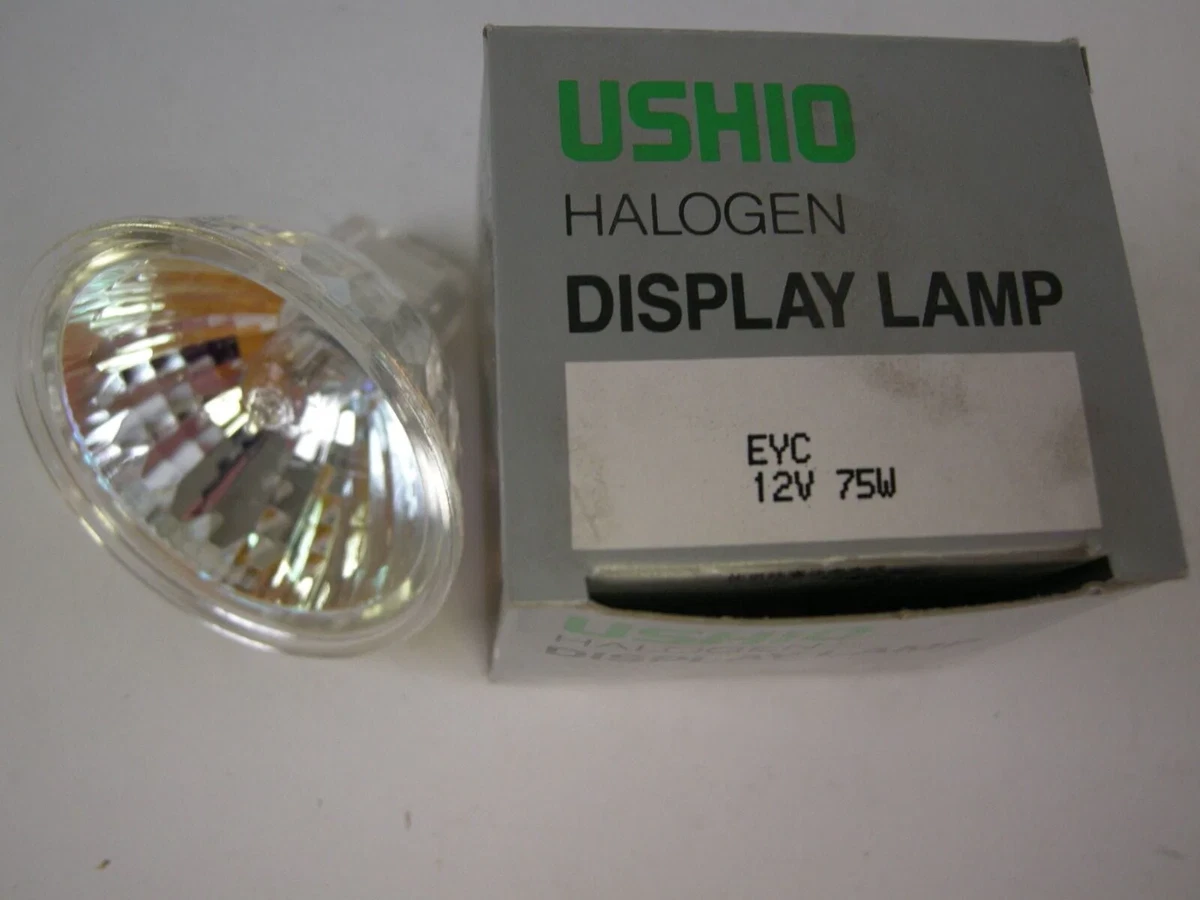 USHIO
HALOGEN
DISPLAY LAMP
EYC
12V 75W
USHIO
HALOGEN
DISPLAY LAMP